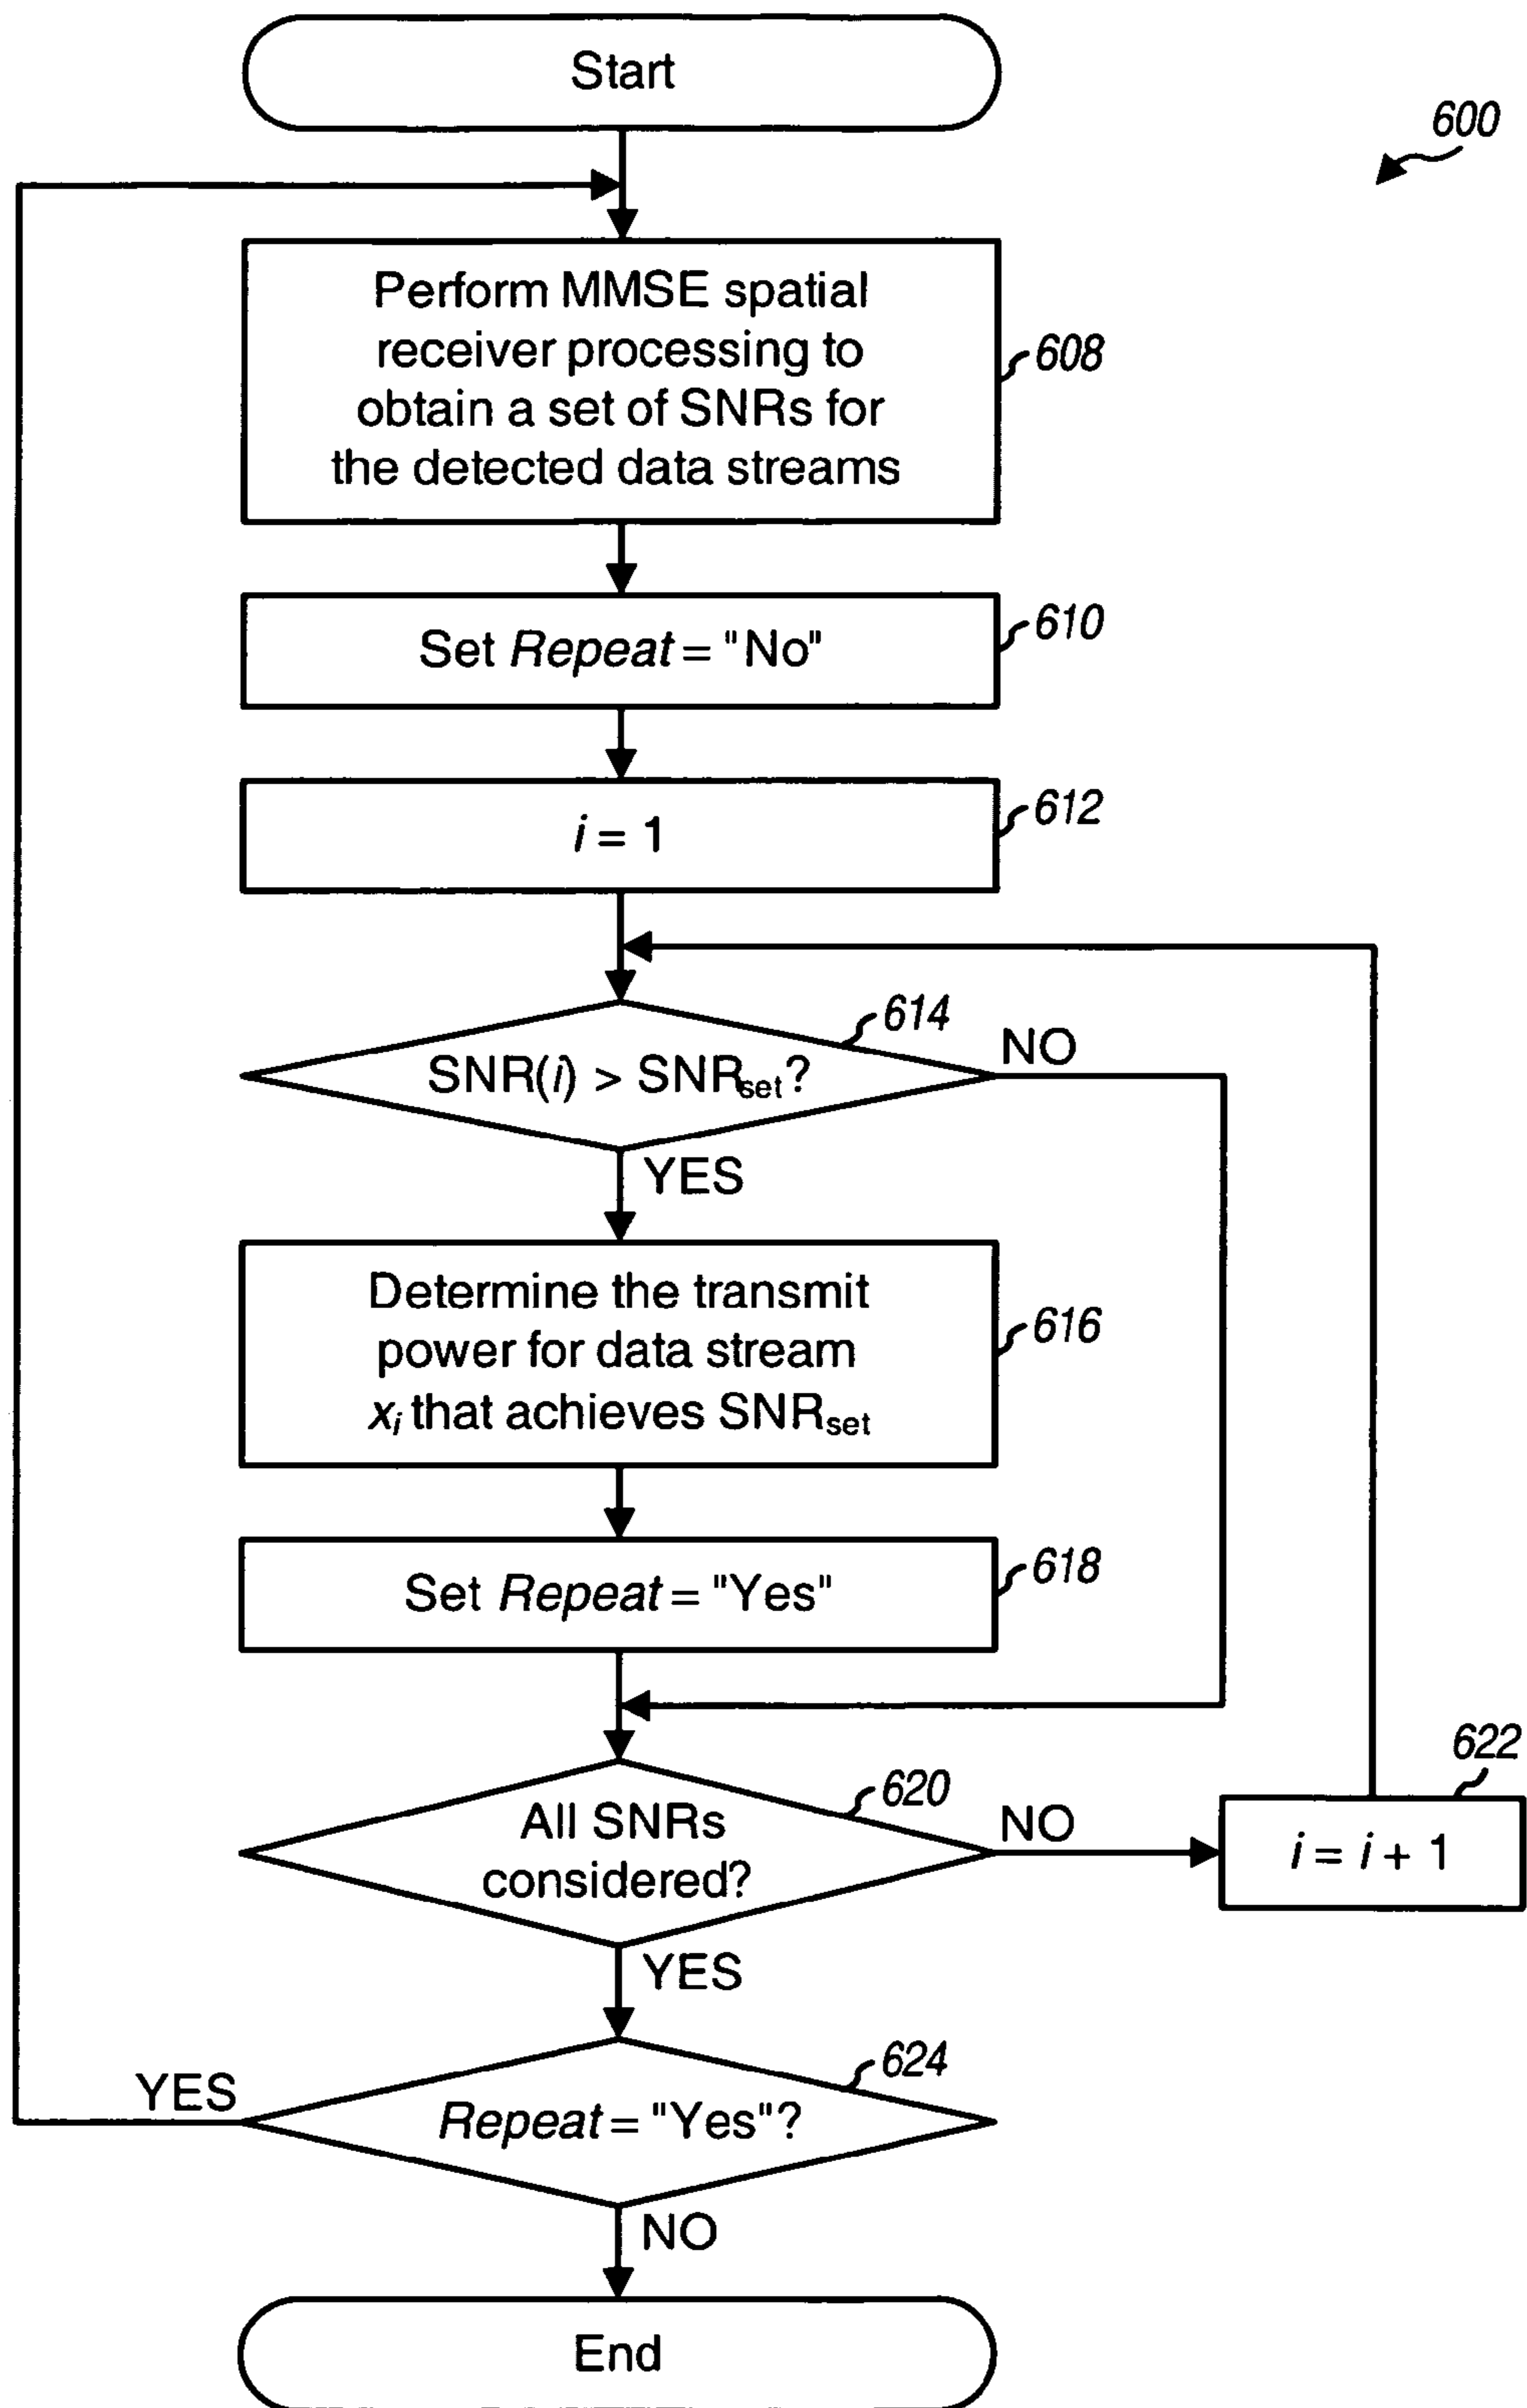 Start
600
Perform MMSE spatial
receiver processing to
obtain a set of SNRs for
the detected data streams
608
Set Repeat = "No"
610
i = 1
612
614
SNR(i) > SNRset?
NO
YES
Determine the transmit
power for data stream
xi that achieves SNRset
616
Set Repeat = "Yes"
618
620
All SNRs
considered?
NO
622
i = i + 1
YES
624
Repeat = "Yes"?
YES
NO
End